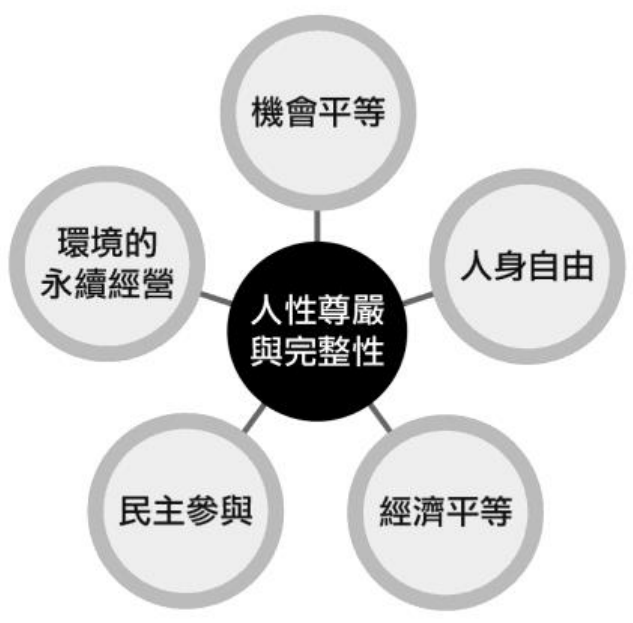 機會平等
環境的
永續經營
人身自由
人性尊嚴
與完整性
民主參與
經濟平等